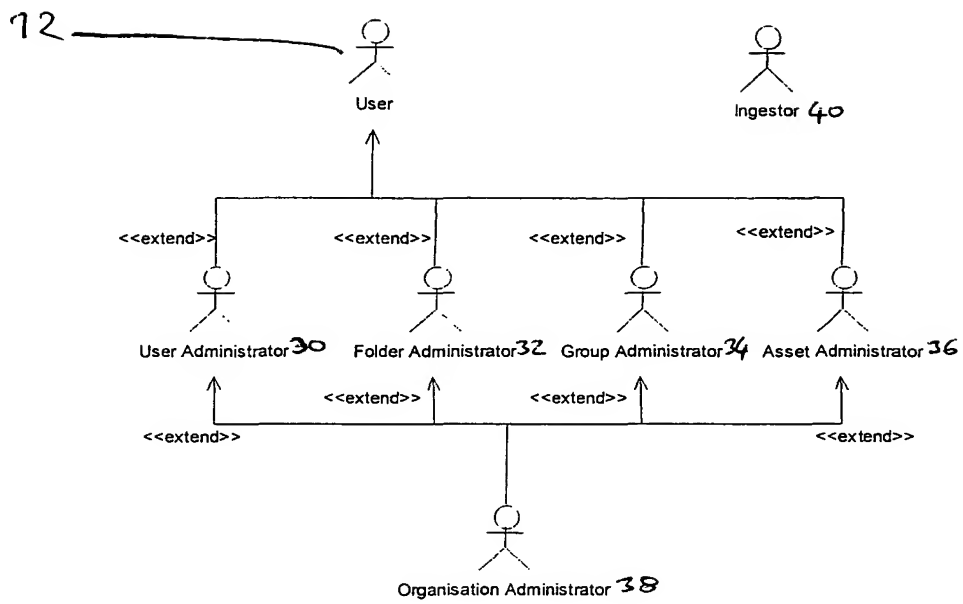 12
User
Ingestor 40
<<extend>> <<extend>> <<extend>> <<extend>>
User Administrator 30 Folder Administrator 32 Group Administrator 34 Asset Administrator 36
<<extend>> <<extend>>
<<extend>> <<extend>>
Organisation Administrator 38